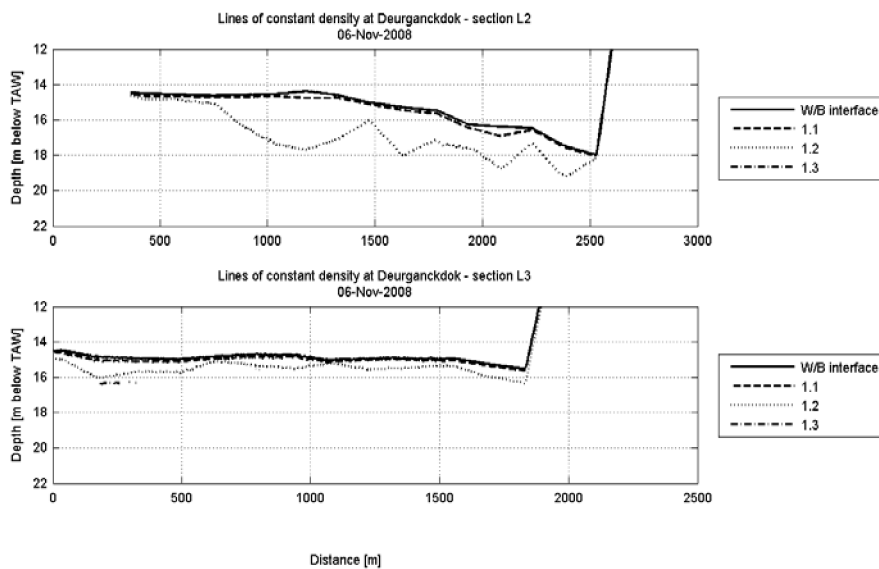 Lines of constant density at Deurganckdok - section L2
06-Nov-2008
Depth [m below TAW]
12
14
16
18
20
22
0 500 1000 1500 2000 2500 3000
W/B interface
1.1
1.2
1.3
Lines of constant density at Deurganckdok - section L3
06-Nov-2008
Depth [m below TAW]
12
14
16
18
20
22
0 500 1000 1500 2000 2500
W/B interface
1.1
1.2
1.3
Distance [m]